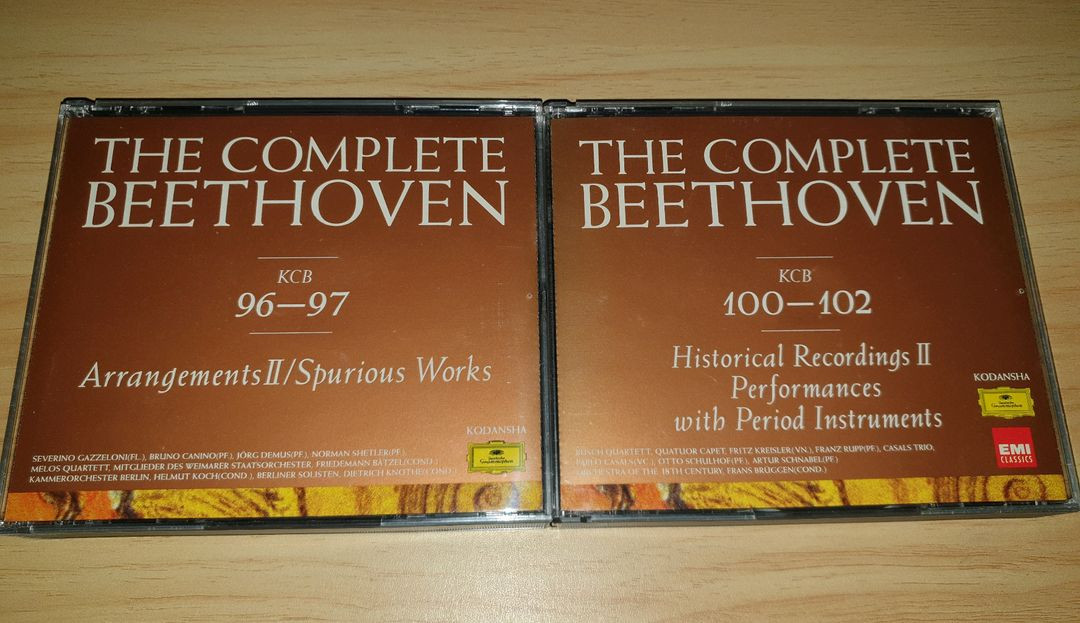 THE COMPLETE
BEETHOVEN
KCB
96—97
Arrangements II/Spurious Works
KODANSHA
Deutsche
Grammophon
SEVERINO GAZZELONI(FL.), BRUNO CANINO(PF.), JÖRG DEMUS(PF.), NORMAN SHETLER(PF.)
MELOS QUARTETT, MITGLIEDER DES WEIMARER STAATSORCHESTER, FRIEDEMANN BÄTZEL(COND.)
KAMMERORCHESTER BERLIN, HELMUT KOCH(COND.), BERLINER SOLISTEN, DIETRICH KNOTHE(COND.)
THE COMPLETE
BEETHOVEN
KCB
100—102
Historical Recordings II
Performances
with Period Instruments
KODANSHA
Deutsche
Grammophon
EMI
CLASSICS
BUSCH QUARTETT, QUATUOR CAPET, FRITZ KREISLER(VN.), FRANZ RUPP(PF.), CASALS TRIO,
PABLO CASALS(VC.), OTTO SCHULHOF(PF.), ARTUR SCHNABEL(PF.)
ORCHESTRA OF THE 18TH CENTURY, FRANS BRÜGGEN(COND.)